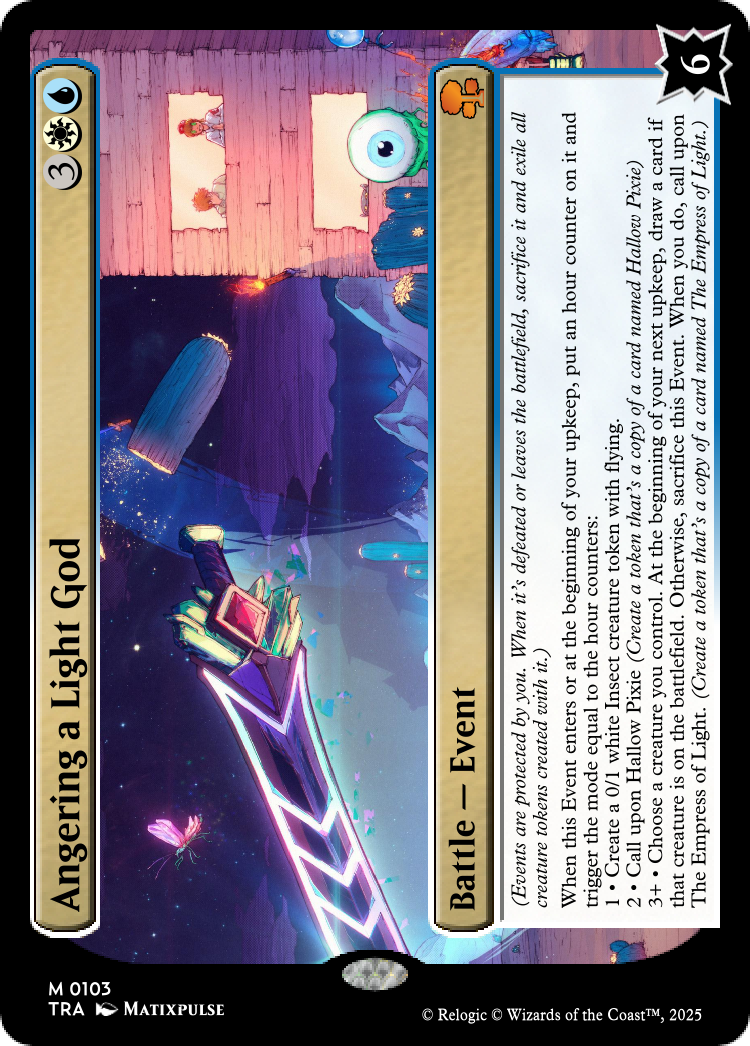 Angering a Light God 3
Battle — Event
(Events are protected by you. When it's defeated or leaves the battlefield, sacrifice it and exile all
creature tokens created with it.)
When this Event enters or at the beginning of your upkeep, put an hour counter on it and
trigger the mode equal to the hour counters:
1 • Create a 0/1 white Insect creature token with flying.
2 • Call upon Hallow Pixie (Create a token that's a copy of a card named Hallow Pixie)
3+ • Choose a creature you control. At the beginning of your next upkeep, draw a card if
that creature is on the battlefield. Otherwise, sacrifice this Event. When you do, call upon
The Empress of Light. (Create a token that's a copy of a card named The Empress of Light.)
6
M 0103
TRA MATIXPULSE
© Relogic © Wizards of the Coast™, 2025